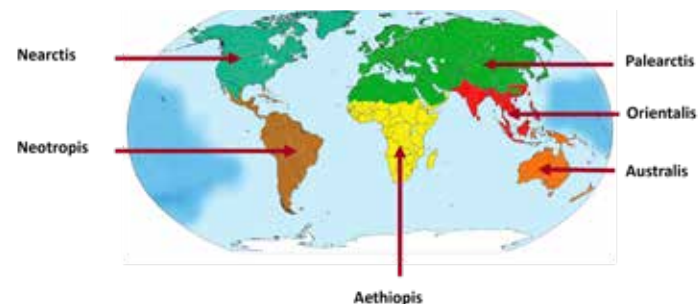 Nearctis
Palearctis
Orientalis
Neotropis
Australis
Aethiopis